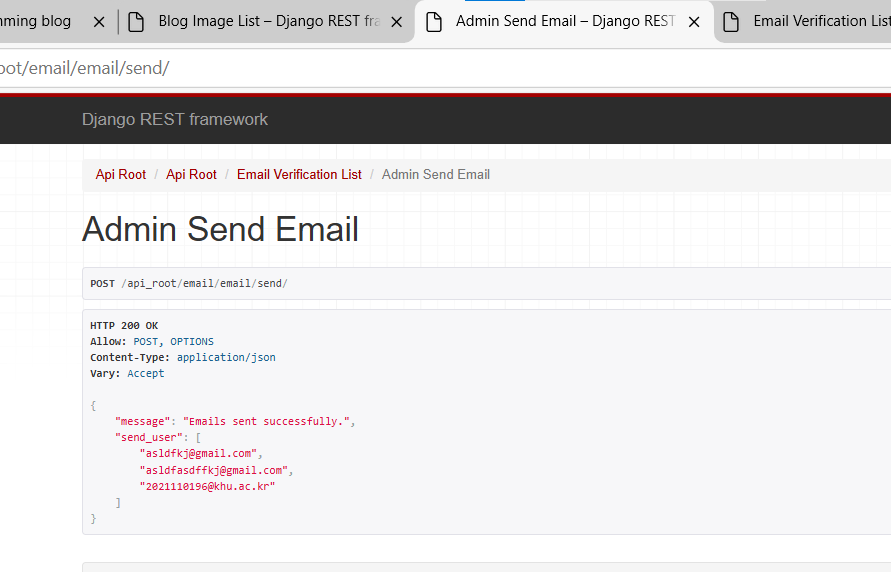 nming blog
Blog Image List – Django REST fra
Admin Send Email – Django REST
Email Verification List
oot/email/email/send/
Django REST framework
Api Root / Api Root / Email Verification List / Admin Send Email
Admin Send Email
POST /api_root/email/email/send/
HTTP 200 OK
Allow: POST, OPTIONS
Content-Type: application/json
Vary: Accept
{
"message": "Emails sent successfully.",
"send_user": [
"asldfkj@gmail.com",
"asldfasdffkj@gmail.com",
"2021110196@khu.ac.kr"
]
}